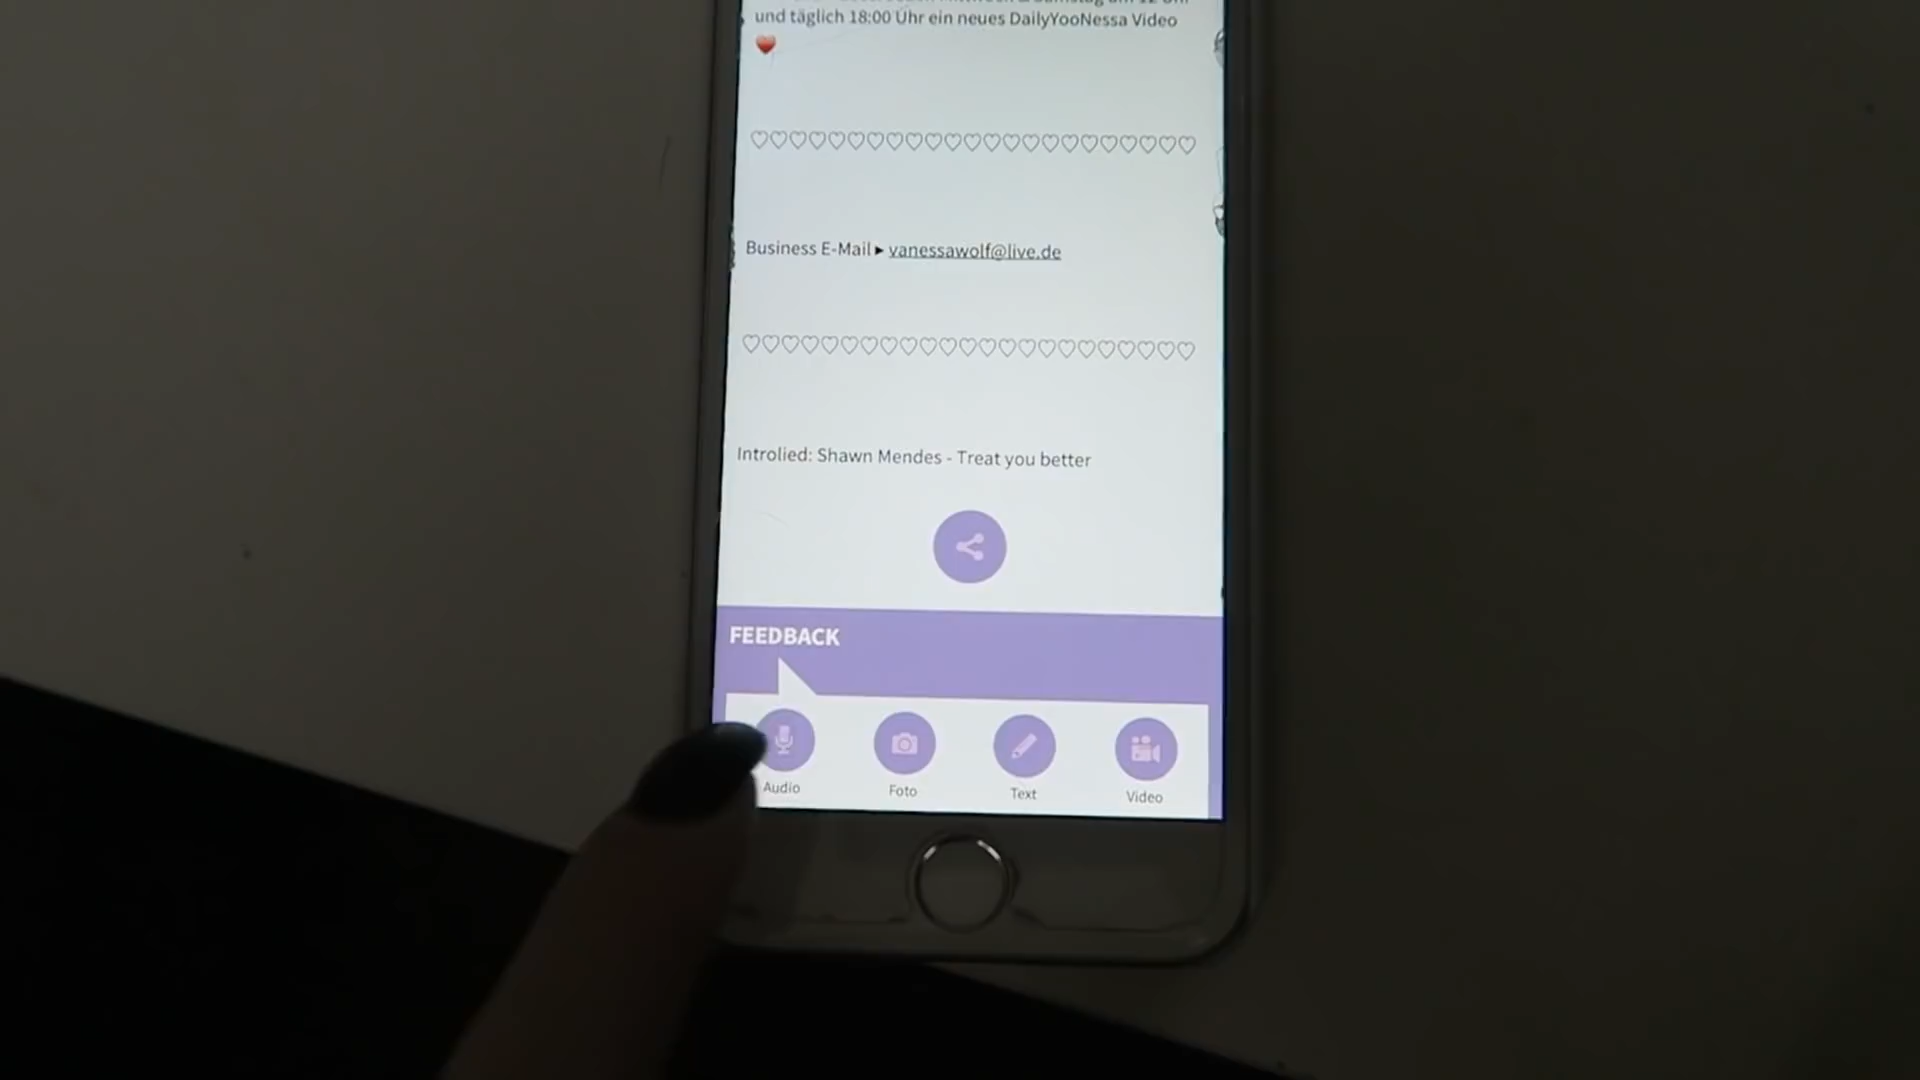 und täglich 18:00 Uhr ein neues DailyYooNessa Video
♥
♡♡♡♡♡♡♡♡♡♡♡♡♡♡♡♡♡♡♡♡♡♡♡
Business E-Mail ▸ vanessawolf@live.de
♡♡♡♡♡♡♡♡♡♡♡♡♡♡♡♡♡♡♡♡♡♡♡
Introlied: Shawn Mendes - Treat you better
FEEDBACK
Audio Foto Text Video